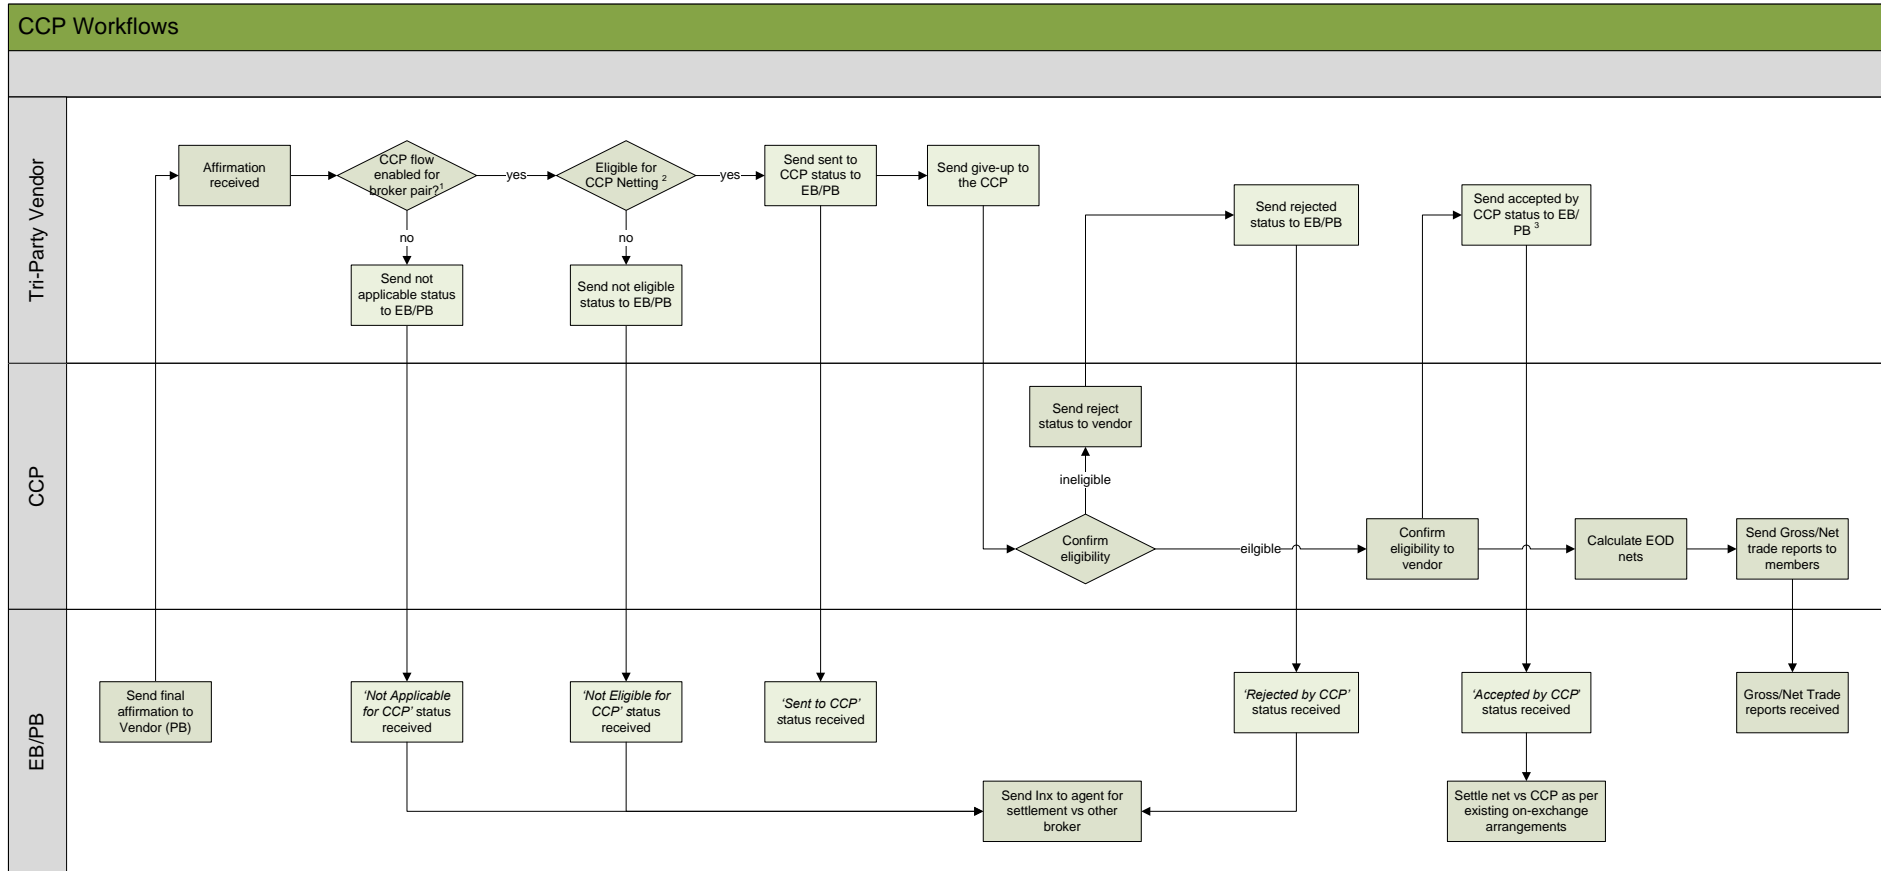 CCP Workflows
Tri-Party Vendor
Affirmation
received
CCP flow
enabled for
broker pair?1
yes
no
Send not
applicable status
to EB/PB
Eligible for
CCP Netting 2
yes
no
Send not eligible
status to EB/PB
Send sent to
CCP status to
EB/PB
Send give-up to
the CCP
Send rejected
status to EB/PB
Send accepted by
CCP status to EB/
PB 3
CCP
Send reject
status to vendor
ineligible
Confirm
eligibility
eilgible
Confirm
eligibility to
vendor
Calculate EOD
nets
Send Gross/Net
trade reports to
members
EB/PB
Send final
affirmation to
Vendor (PB)
‘Not Applicable
for CCP’ status
received
‘Not Eligible for
CCP’ status
received
‘Sent to CCP’
status received
‘Rejected by CCP’
status received
‘Accepted by CCP’
status received
Gross/Net Trade
reports received
Send Inx to agent for
settlement vs other
broker
Settle net vs CCP as per
existing on-exchange
arrangements